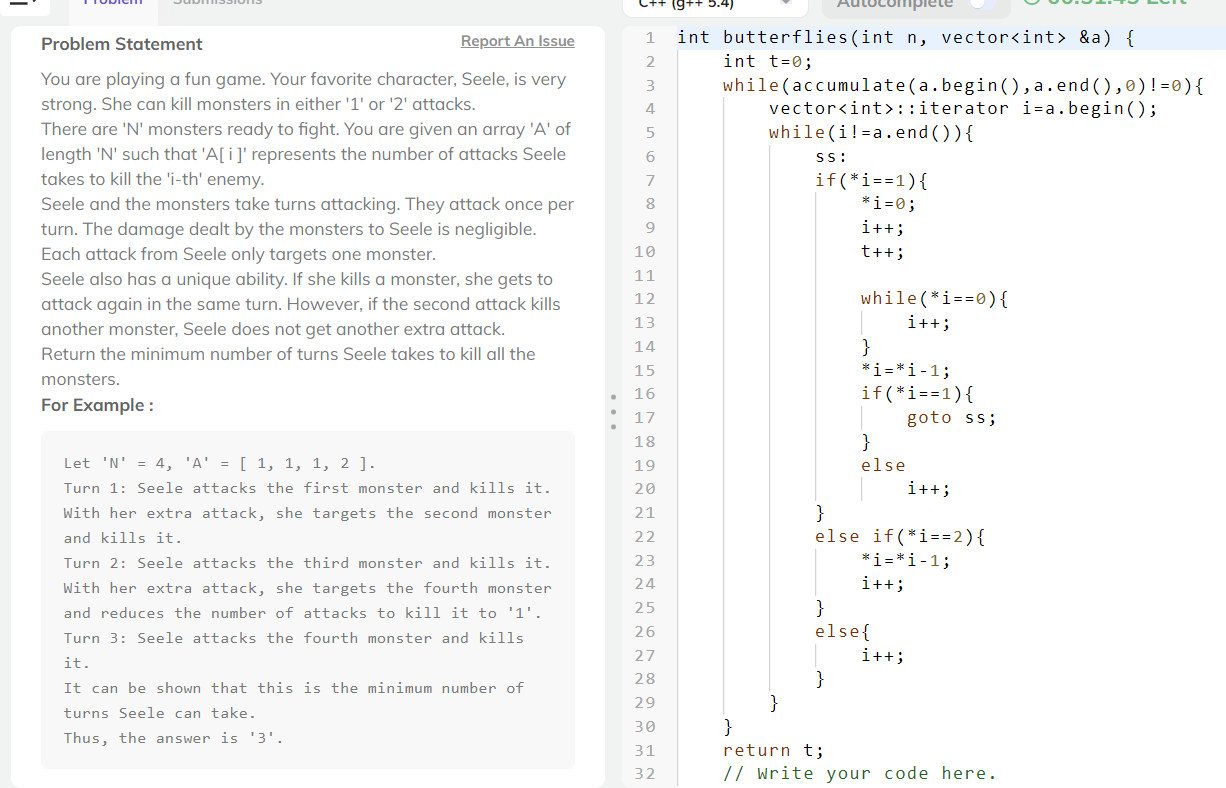 Problem
Submissions
C++ (g++ 5.4)
Autocomplete
00:51:45 Left
Problem Statement
Report An Issue
You are playing a fun game. Your favorite character, Seele, is very
strong. She can kill monsters in either '1' or '2' attacks.
There are 'N' monsters ready to fight. You are given an array 'A' of
length 'N' such that 'A[ i ]' represents the number of attacks Seele
takes to kill the 'i-th' enemy.
Seele and the monsters take turns attacking. They attack once per
turn. The damage dealt by the monsters to Seele is negligible.
Each attack from Seele only targets one monster.
Seele also has a unique ability. If she kills a monster, she gets to
attack again in the same turn. However, if the second attack kills
another monster, Seele does not get another extra attack.
Return the minimum number of turns Seele takes to kill all the
monsters.
For Example :
Let 'N' = 4, 'A' = [ 1, 1, 1, 2 ].
Turn 1: Seele attacks the first monster and kills it.
With her extra attack, she targets the second monster
and kills it.
Turn 2: Seele attacks the third monster and kills it.
With her extra attack, she targets the fourth monster
and reduces the number of attacks to kill it to '1'.
Turn 3: Seele attacks the fourth monster and kills
it.
It can be shown that this is the minimum number of
turns Seele can take.
Thus, the answer is '3'.
1 int butterflies(int n, vector<int> &a) {
2 int t=0;
3 while(accumulate(a.begin(),a.end(),0)!=0){
4 vector<int>::iterator i=a.begin();
5 while(i!=a.end()){
6 ss:
7 if(*i==1){
8 *i=0;
9 i++;
10 t++;
11
12 while(*i==0){
13 i++;
14 }
15 *i=*i-1;
16 if(*i==1){
17 goto ss;
18 }
19 else
20 i++;
21 }
22 else if(*i==2){
23 *i=*i-1;
24 i++;
25 }
26 else{
27 i++;
28 }
29 }
30 }
31 return t;
32 // Write your code here.